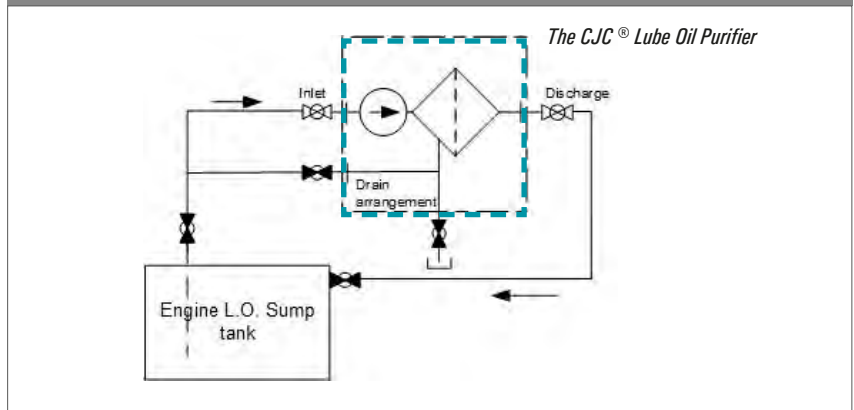 The CJC ® Lube Oil Purifier
Inlet
Discharge
Drain
arrangement
Engine L.O. Sump
tank